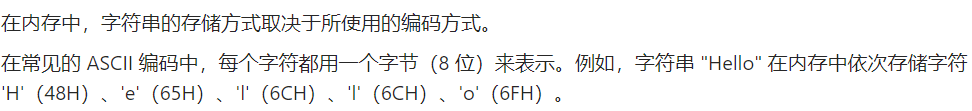 在内存中，字符串的存储方式取决于所使用的编码方式。
在常见的 ASCII 编码中，每个字符都用一个字节（8 位）来表示。例如，字符串 "Hello" 在内存中依次存储字符
'H'（48H）、'e'（65H）、'l'（6CH）、'l'（6CH）、'o'（6FH）。